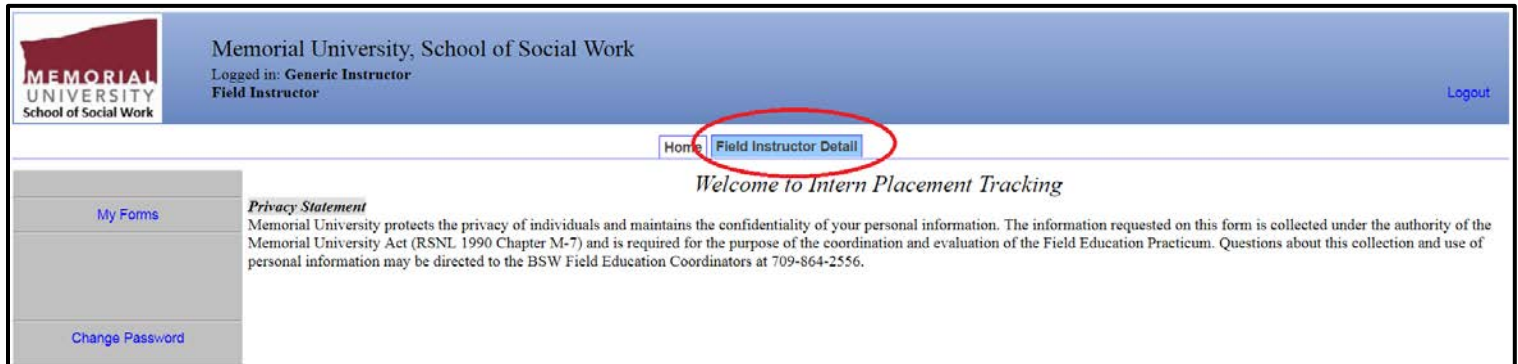 MEMORIAL
UNIVERSITY
School of Social Work
Memorial University, School of Social Work
Logged in: Generic Instructor
Field Instructor
Logout
Home Field Instructor Detail
Welcome to Intern Placement Tracking
My Forms
Change Password
Privacy Statement
Memorial University protects the privacy of individuals and maintains the confidentiality of your personal information. The information requested on this form is collected under the authority of the
Memorial University Act (RSNL 1990 Chapter M-7) and is required for the purpose of the coordination and evaluation of the Field Education Practicum. Questions about this collection and use of
personal information may be directed to the BSW Field Education Coordinators at 709-864-2556.